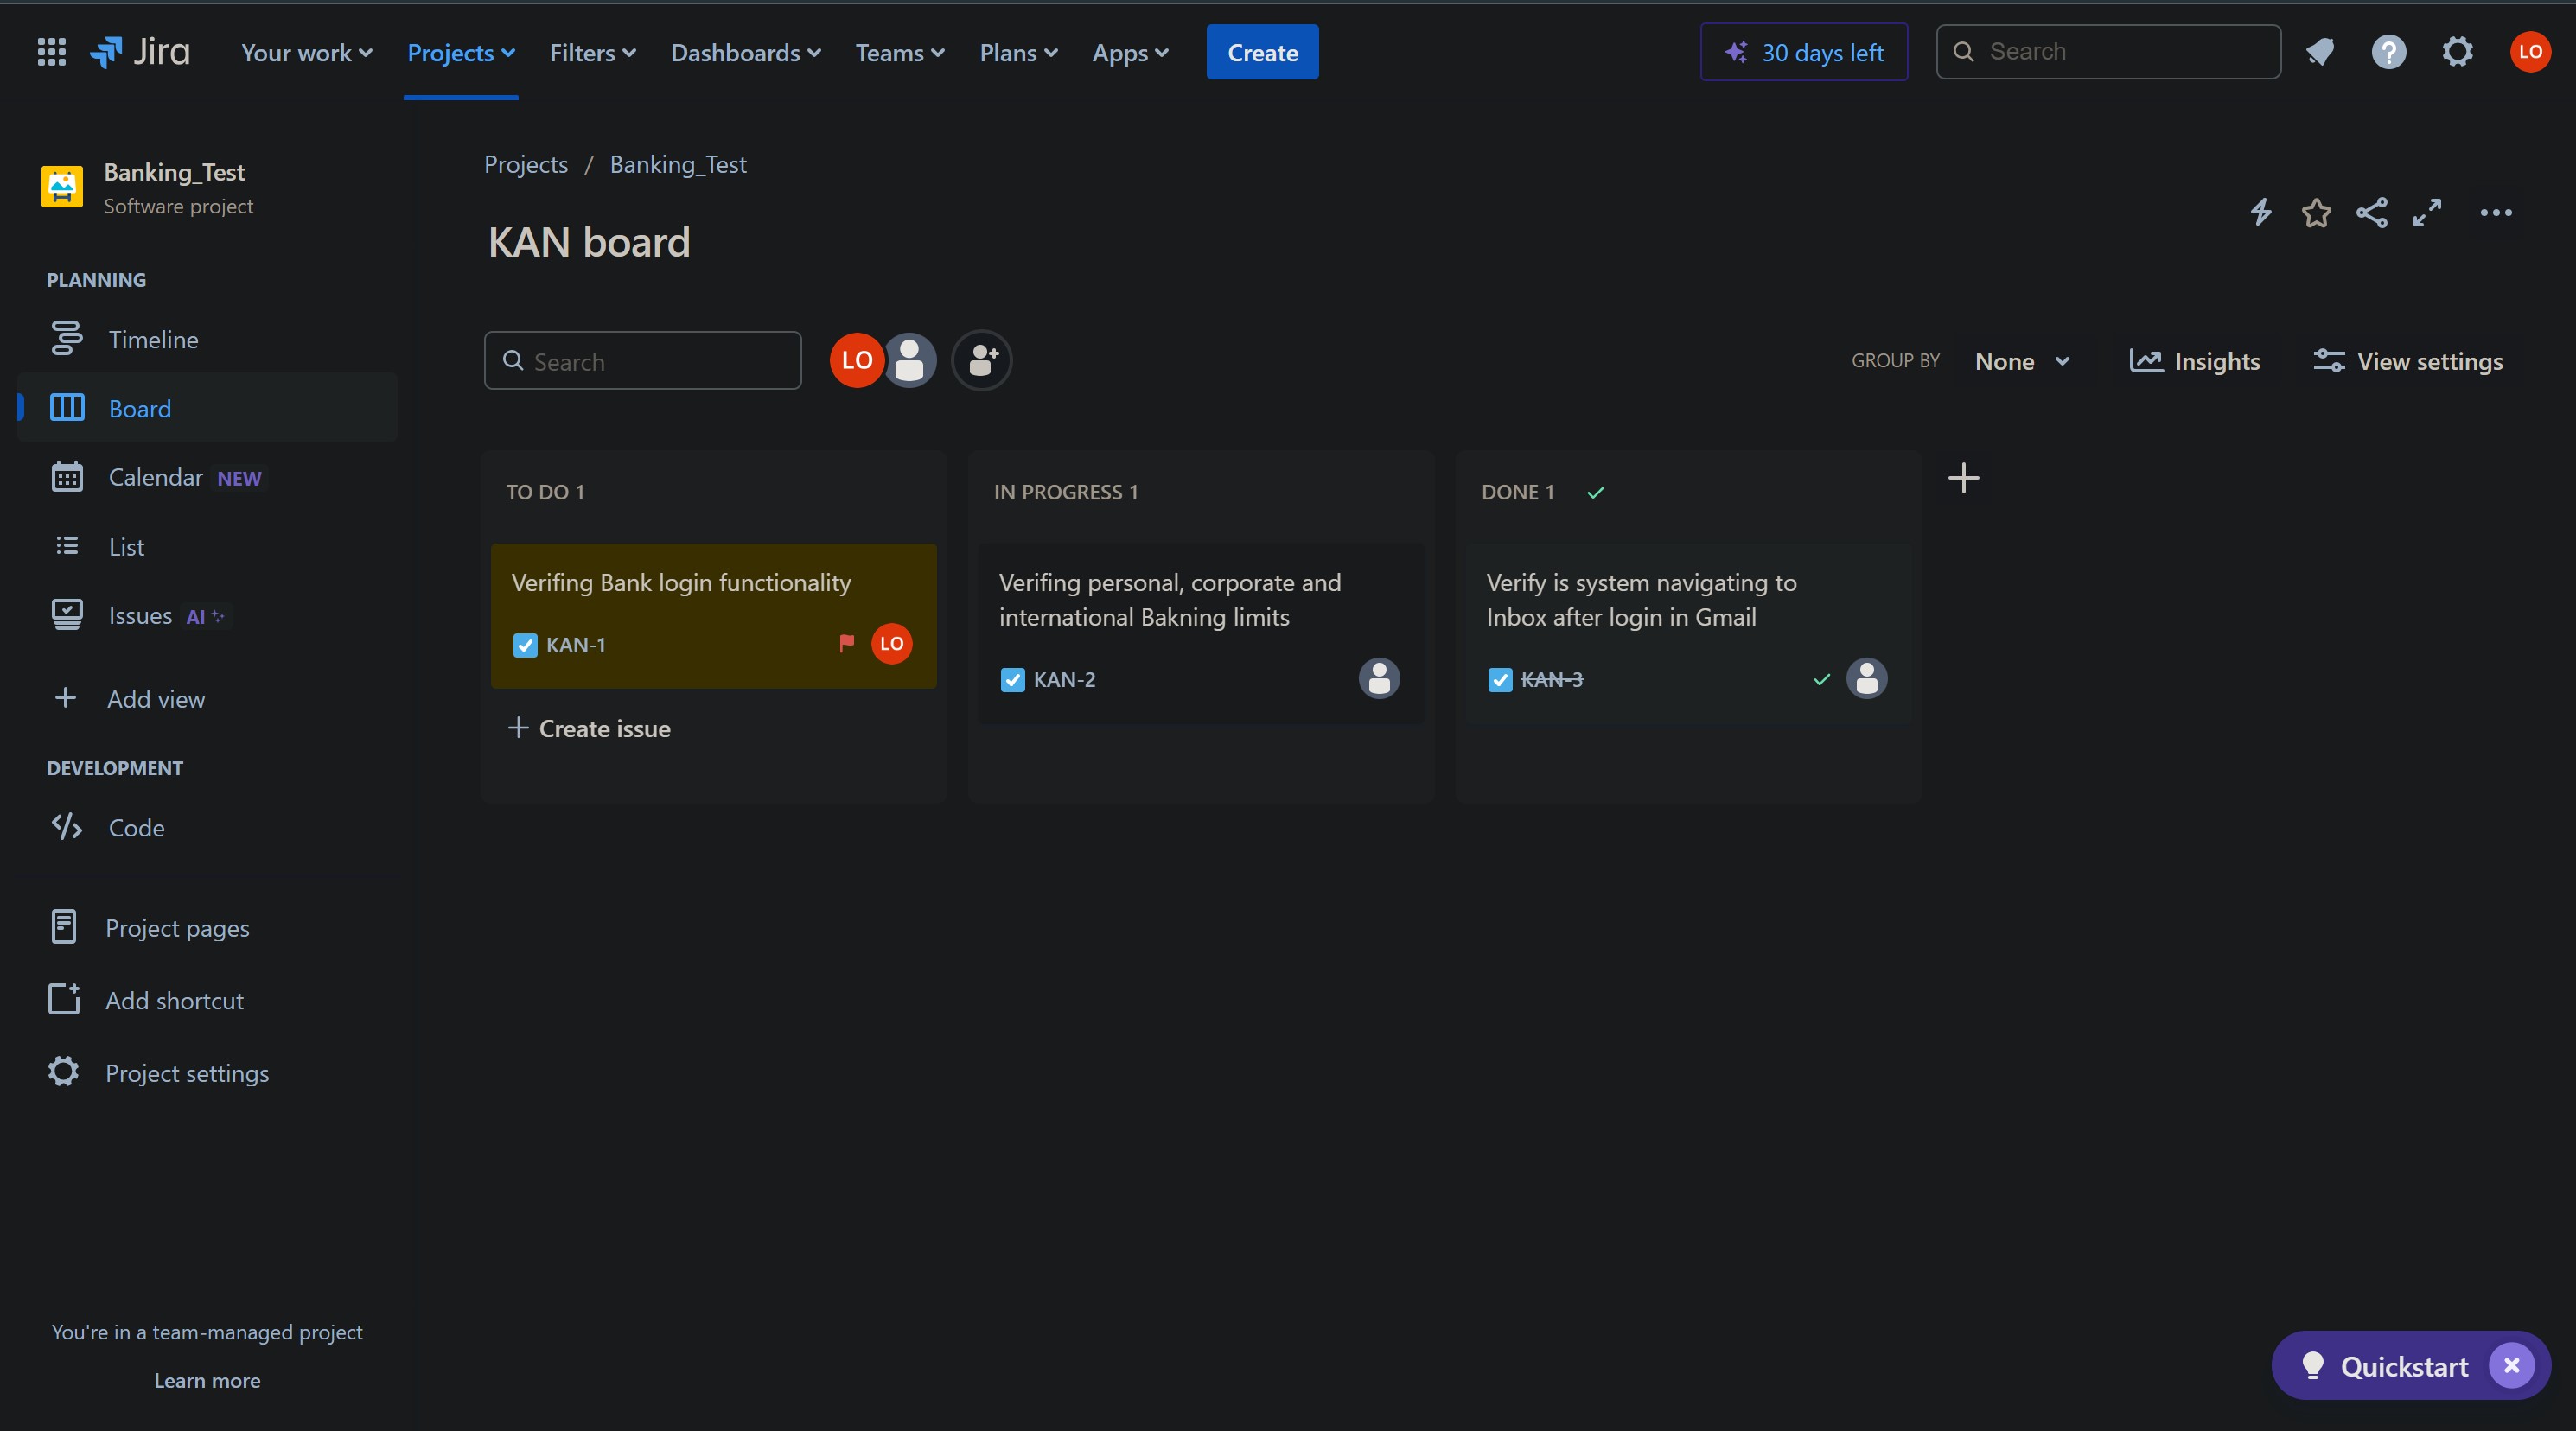 Jira
Your work
Projects
Filters
Dashboards
Teams
Plans
Apps
Create
30 days left
Search
LO
Banking_Test
Software project
PLANNING
Timeline
Board
Calendar NEW
List
Issues AI
Add view
DEVELOPMENT
Code
Project pages
Add shortcut
Project settings
You're in a team-managed project
Learn more
Projects / Banking_Test
KAN board
Search
LO
GROUP BY None
Insights
View settings
TO DO 1
Verifing Bank login functionality
KAN-1
LO
Create issue
IN PROGRESS 1
Verifing personal, corporate and
international Bakning limits
KAN-2
DONE 1
Verify is system navigating to
Inbox after login in Gmail
KAN-3
Quickstart